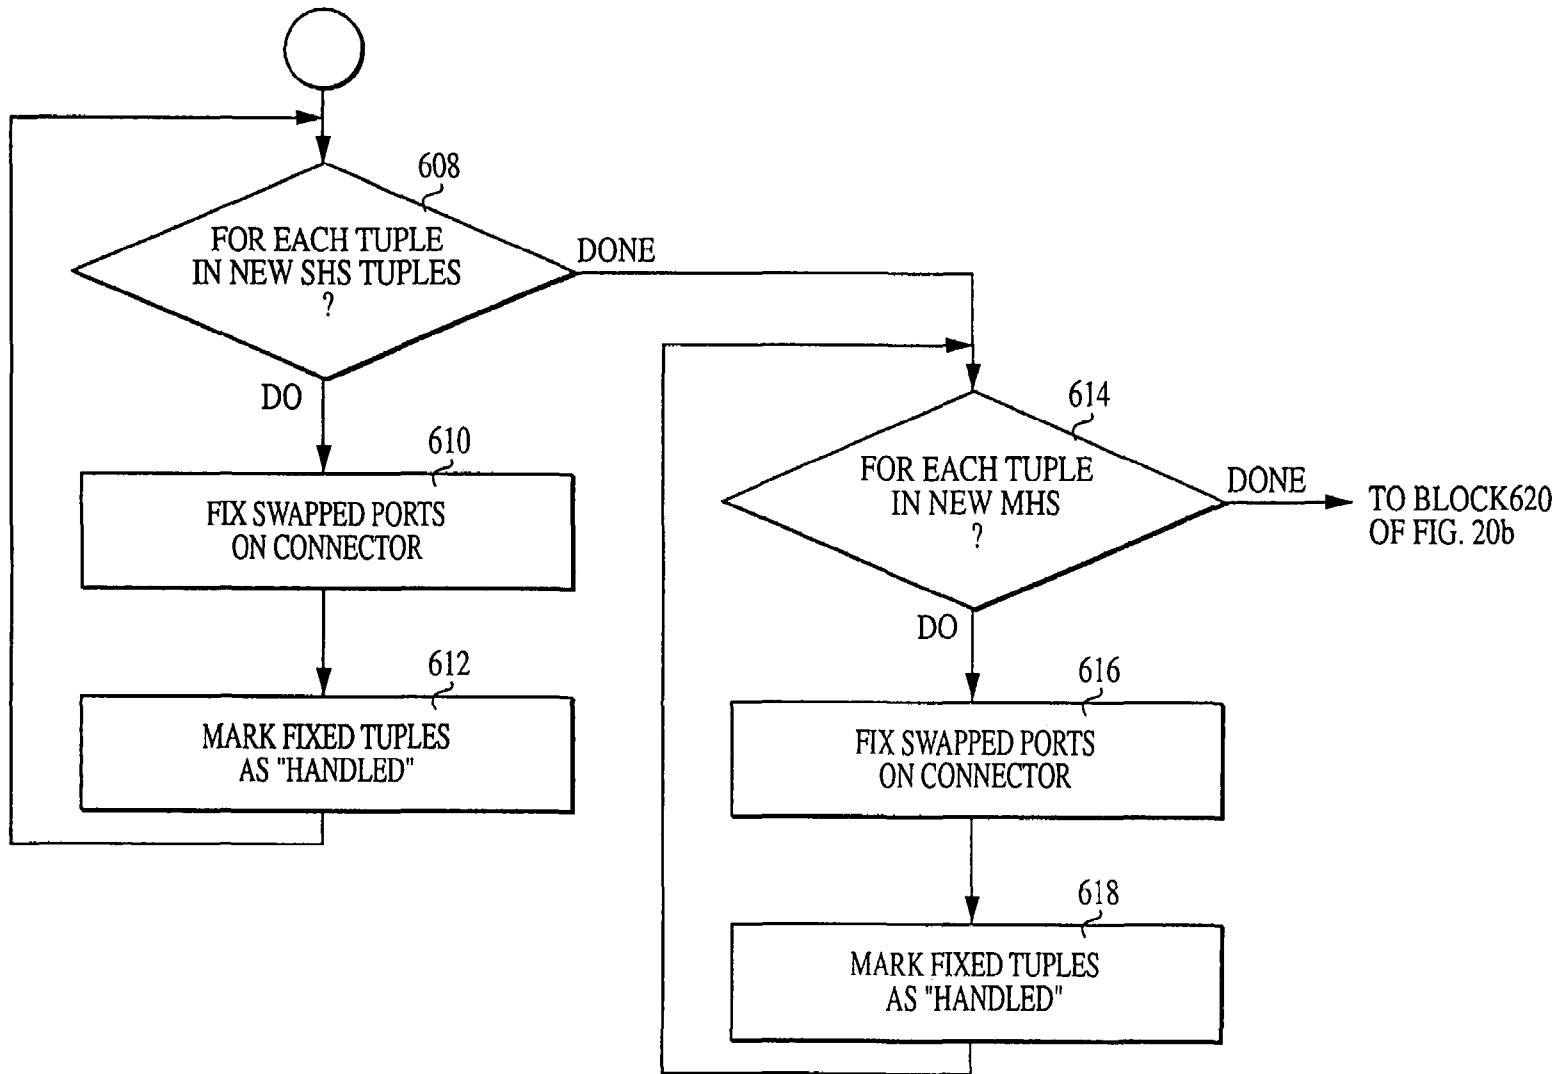 608
FOR EACH TUPLE
IN NEW SHS TUPLES
?
DONE
DO
610
FIX SWAPPED PORTS
ON CONNECTOR
612
MARK FIXED TUPLES
AS "HANDLED"
614
FOR EACH TUPLE
IN NEW MHS
?
DONE
TO BLOCK620
OF FIG. 20b
DO
616
FIX SWAPPED PORTS
ON CONNECTOR
618
MARK FIXED TUPLES
AS "HANDLED"